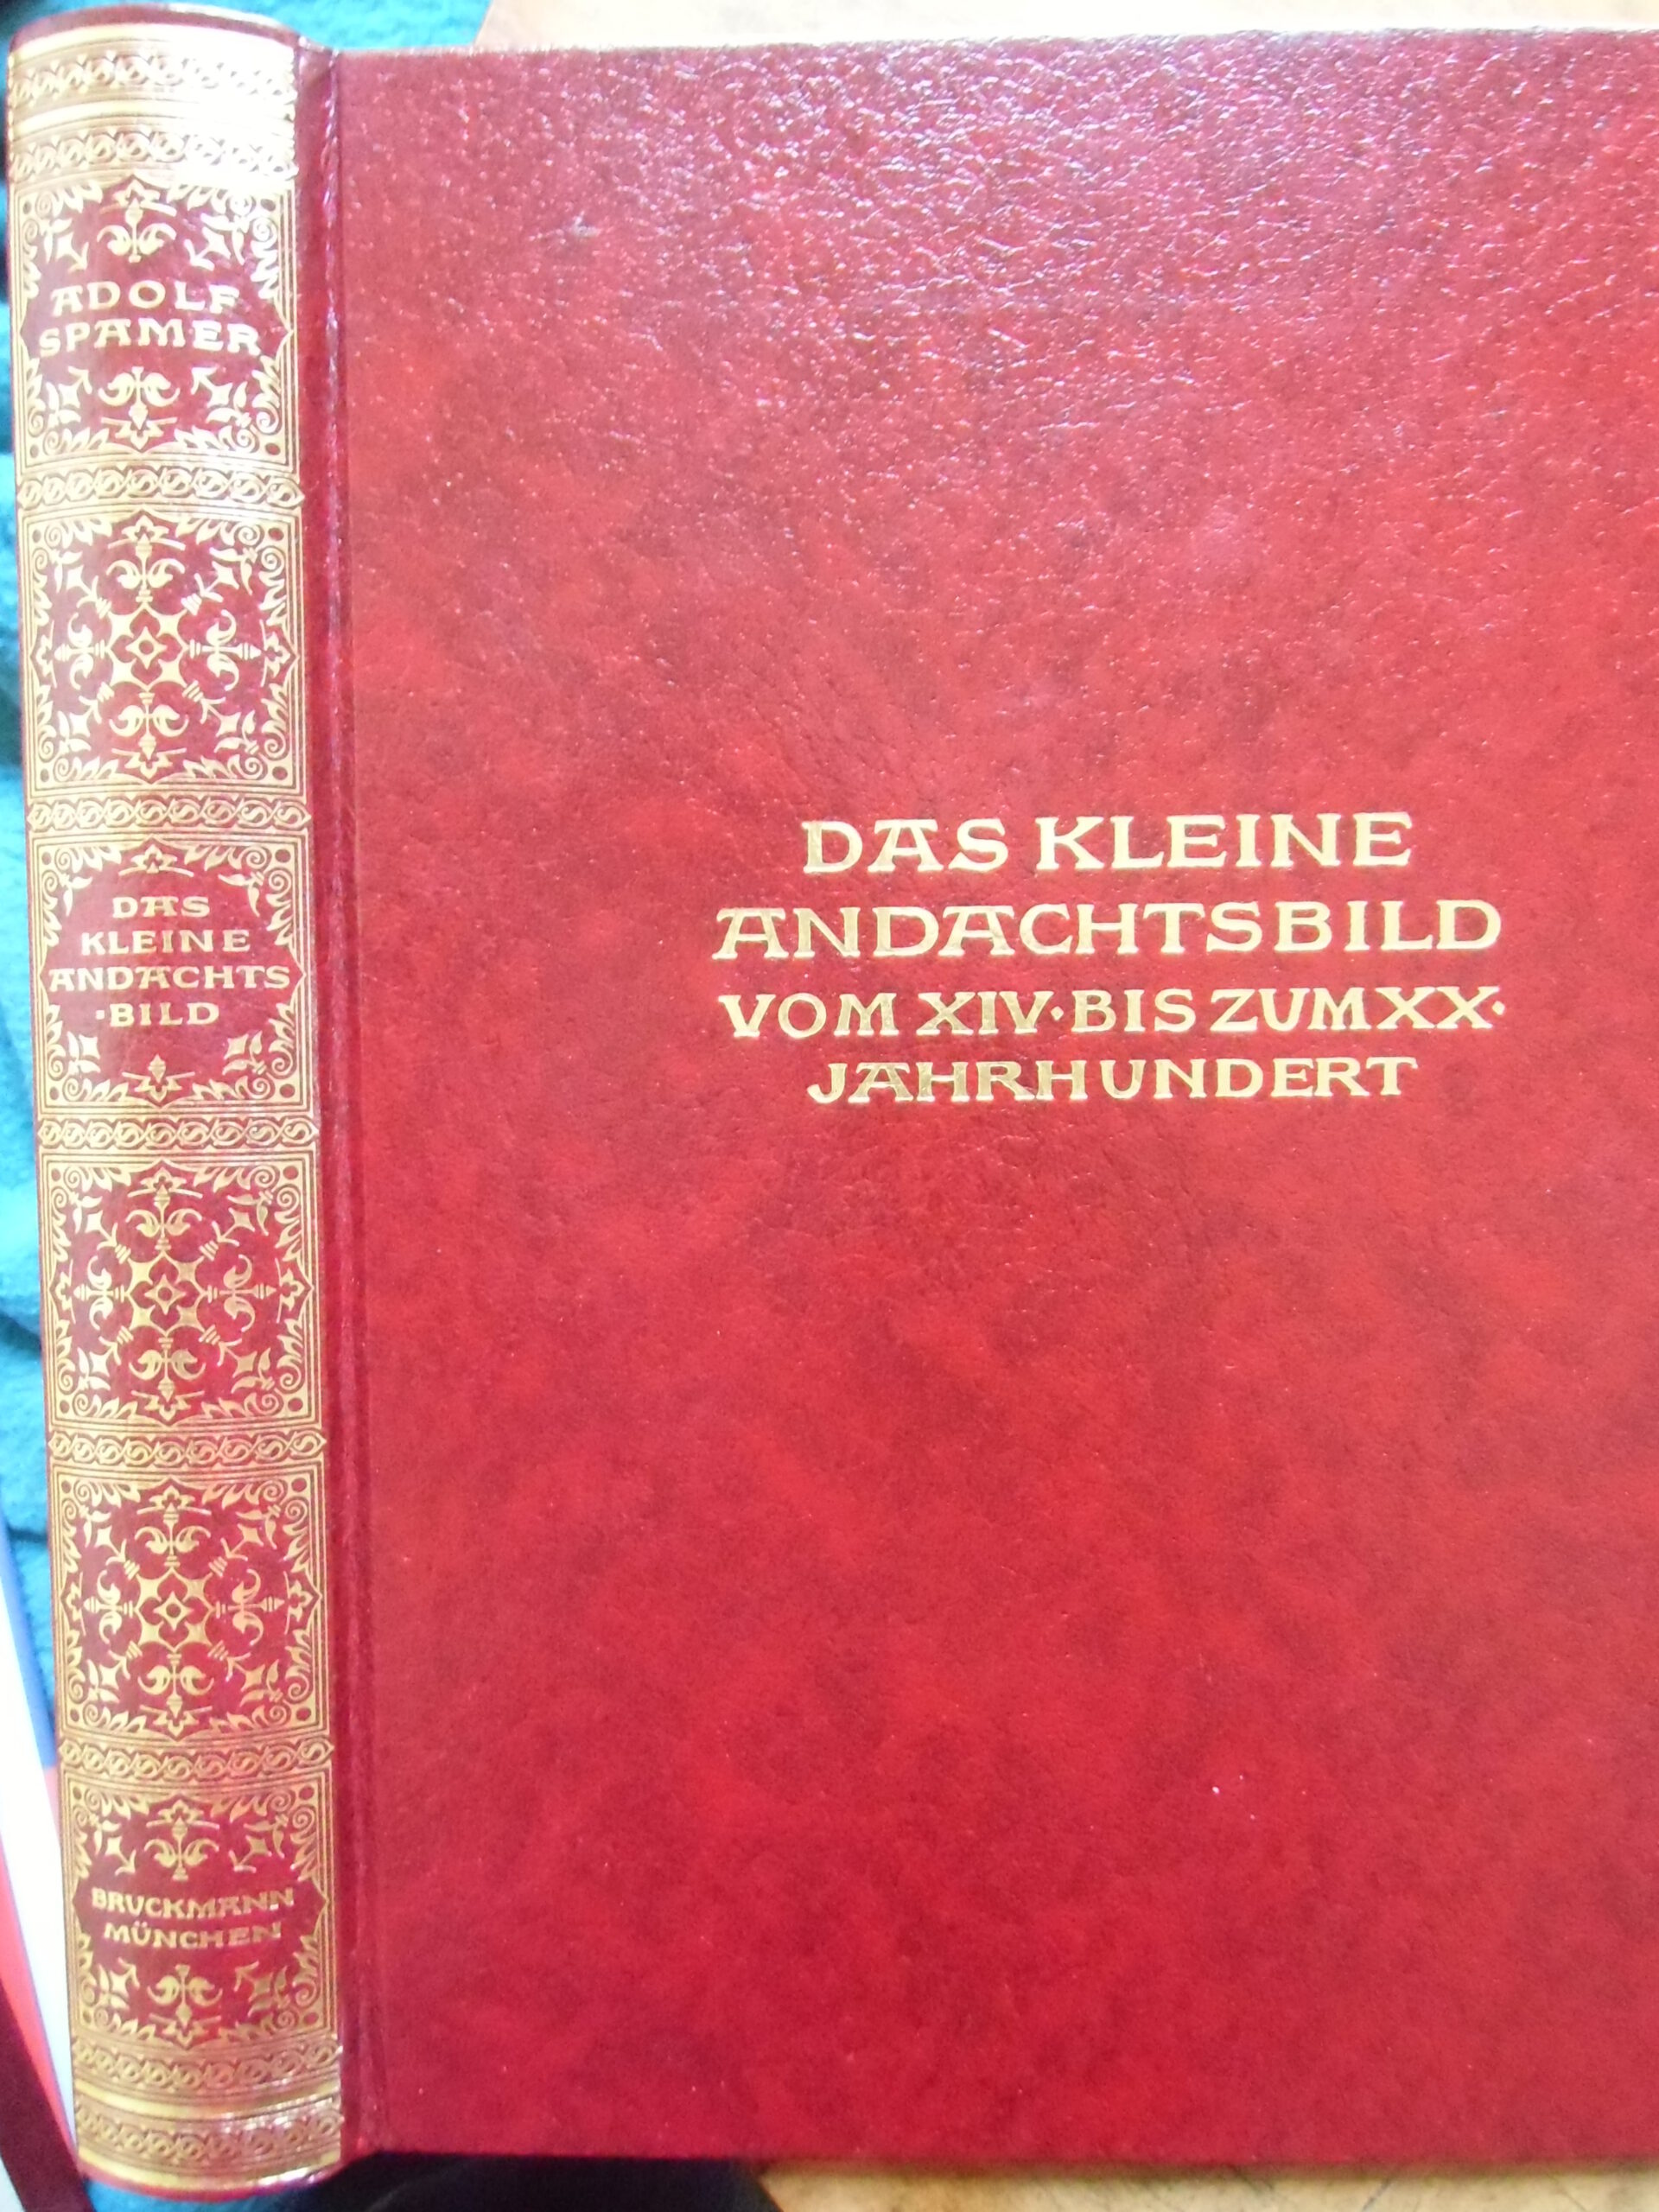 ADOLF
SPAMER
DAS
KLEINE
ANDACHTS
·BILD
BRUCKMANN
MÜNCHEN
DAS KLEINE
ANDACHTSBILD
VOM XIV·BIS ZUM XX·
JAHRHUNDERT